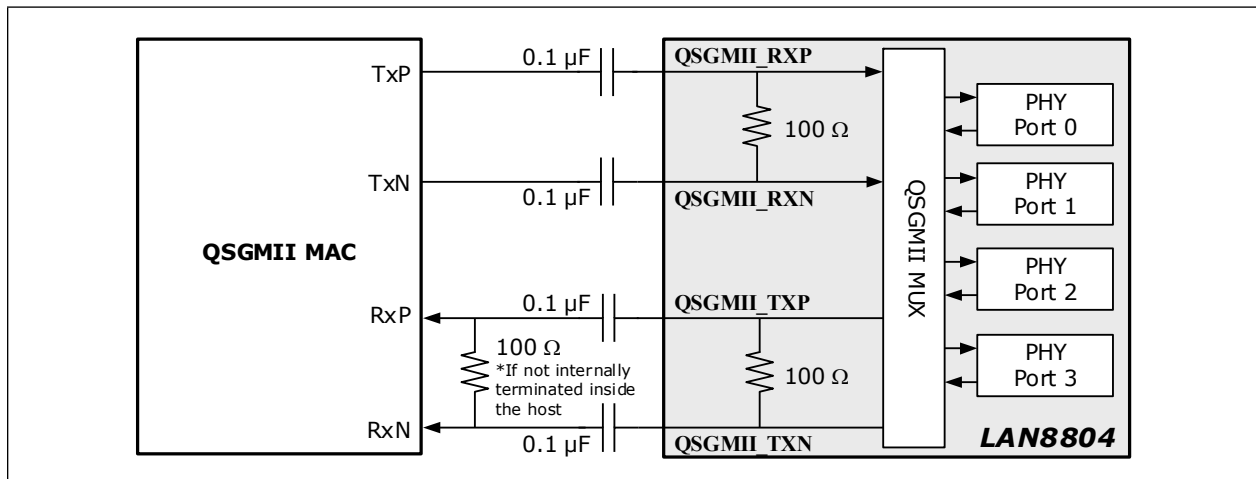 TxP
0.1 µF
QSGMII_RXP
100 Ω
TxN
0.1 µF
QSGMII_RXN
QSGMII MAC
RxP
0.1 µF
QSGMII_TXP
100 Ω
*If not internally
terminated inside
the host
100 Ω
RxN
0.1 µF
QSGMII_TXN
QSGMII MUX
PHY
Port 0
PHY
Port 1
PHY
Port 2
PHY
Port 3
LAN8804